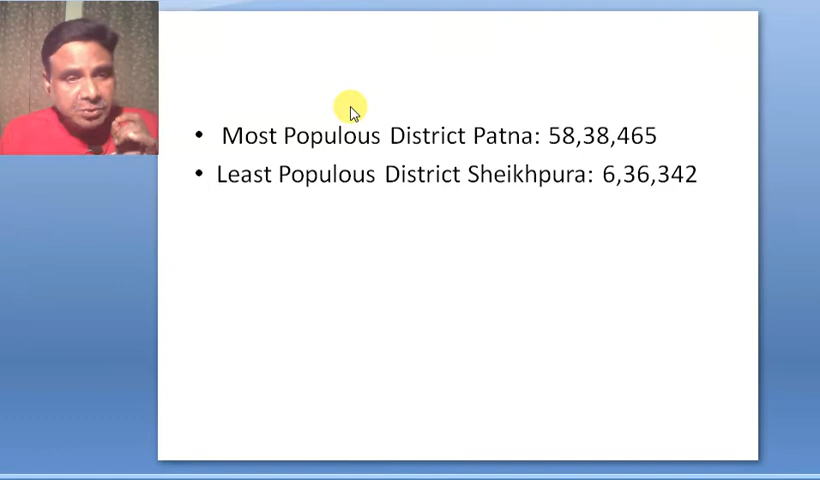 • Most Populous District Patna: 58,38,465
• Least Populous District Sheikhpura: 6,36,342